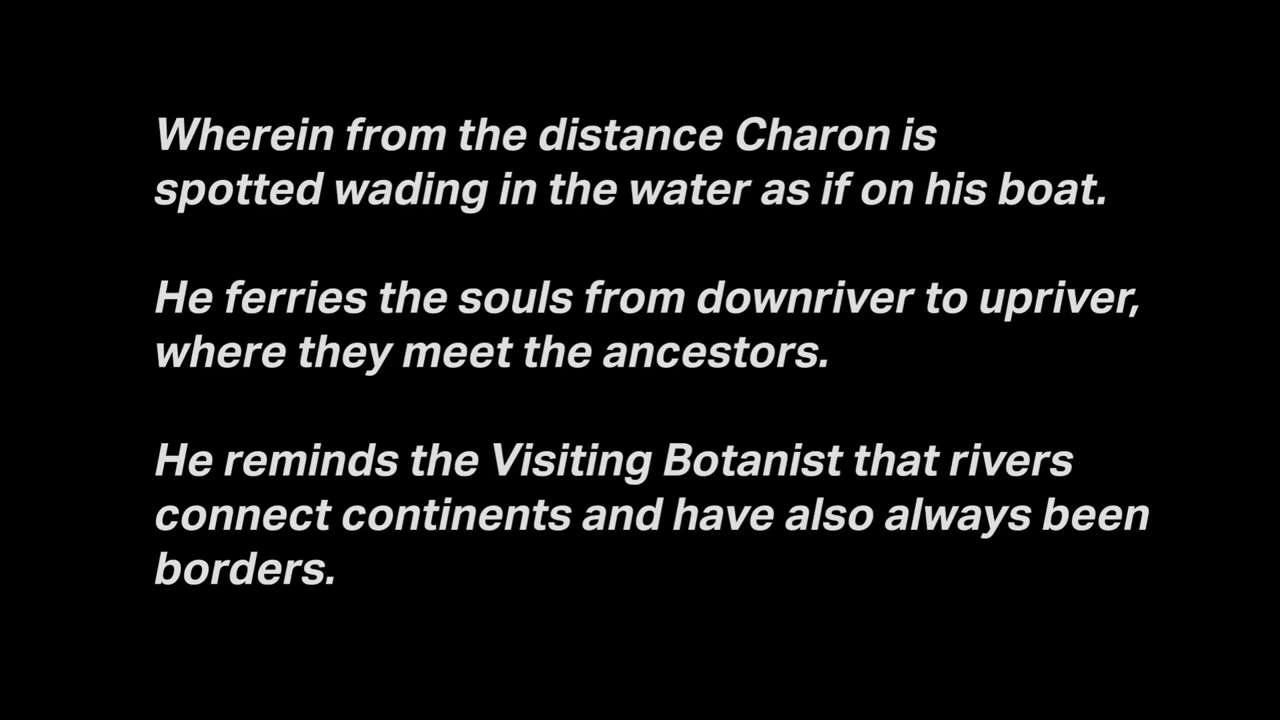 Wherein from the distance Charon is
spotted wading in the water as if on his boat.
He ferries the souls from downriver to upriver,
where they meet the ancestors.
He reminds the Visiting Botanist that rivers
connect continents and have also always been
borders.